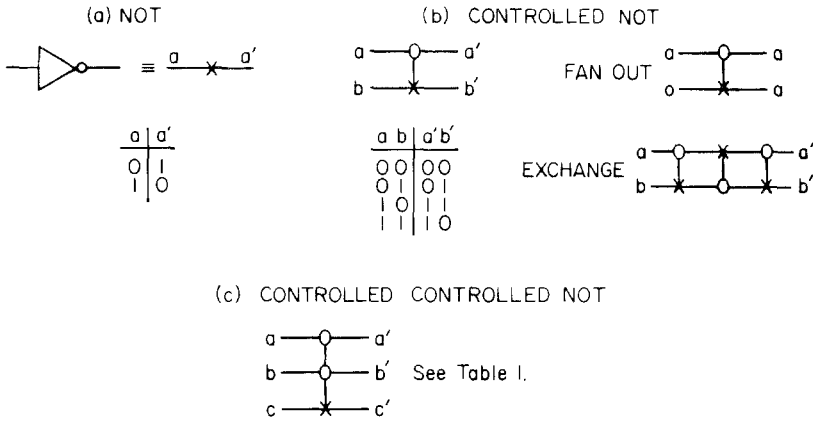 (a) NOT
a a′
≡
a a′
0 1
1 0
(b) CONTROLLED NOT
a a′
b b′
a b a′ b′
0 0 0 0
0 1 0 1
1 0 1 1
1 1 1 0
FAN OUT
a a
o a
EXCHANGE
a a′
b b′
(c) CONTROLLED CONTROLLED NOT
a a′
b b′
c c′
See Table I.